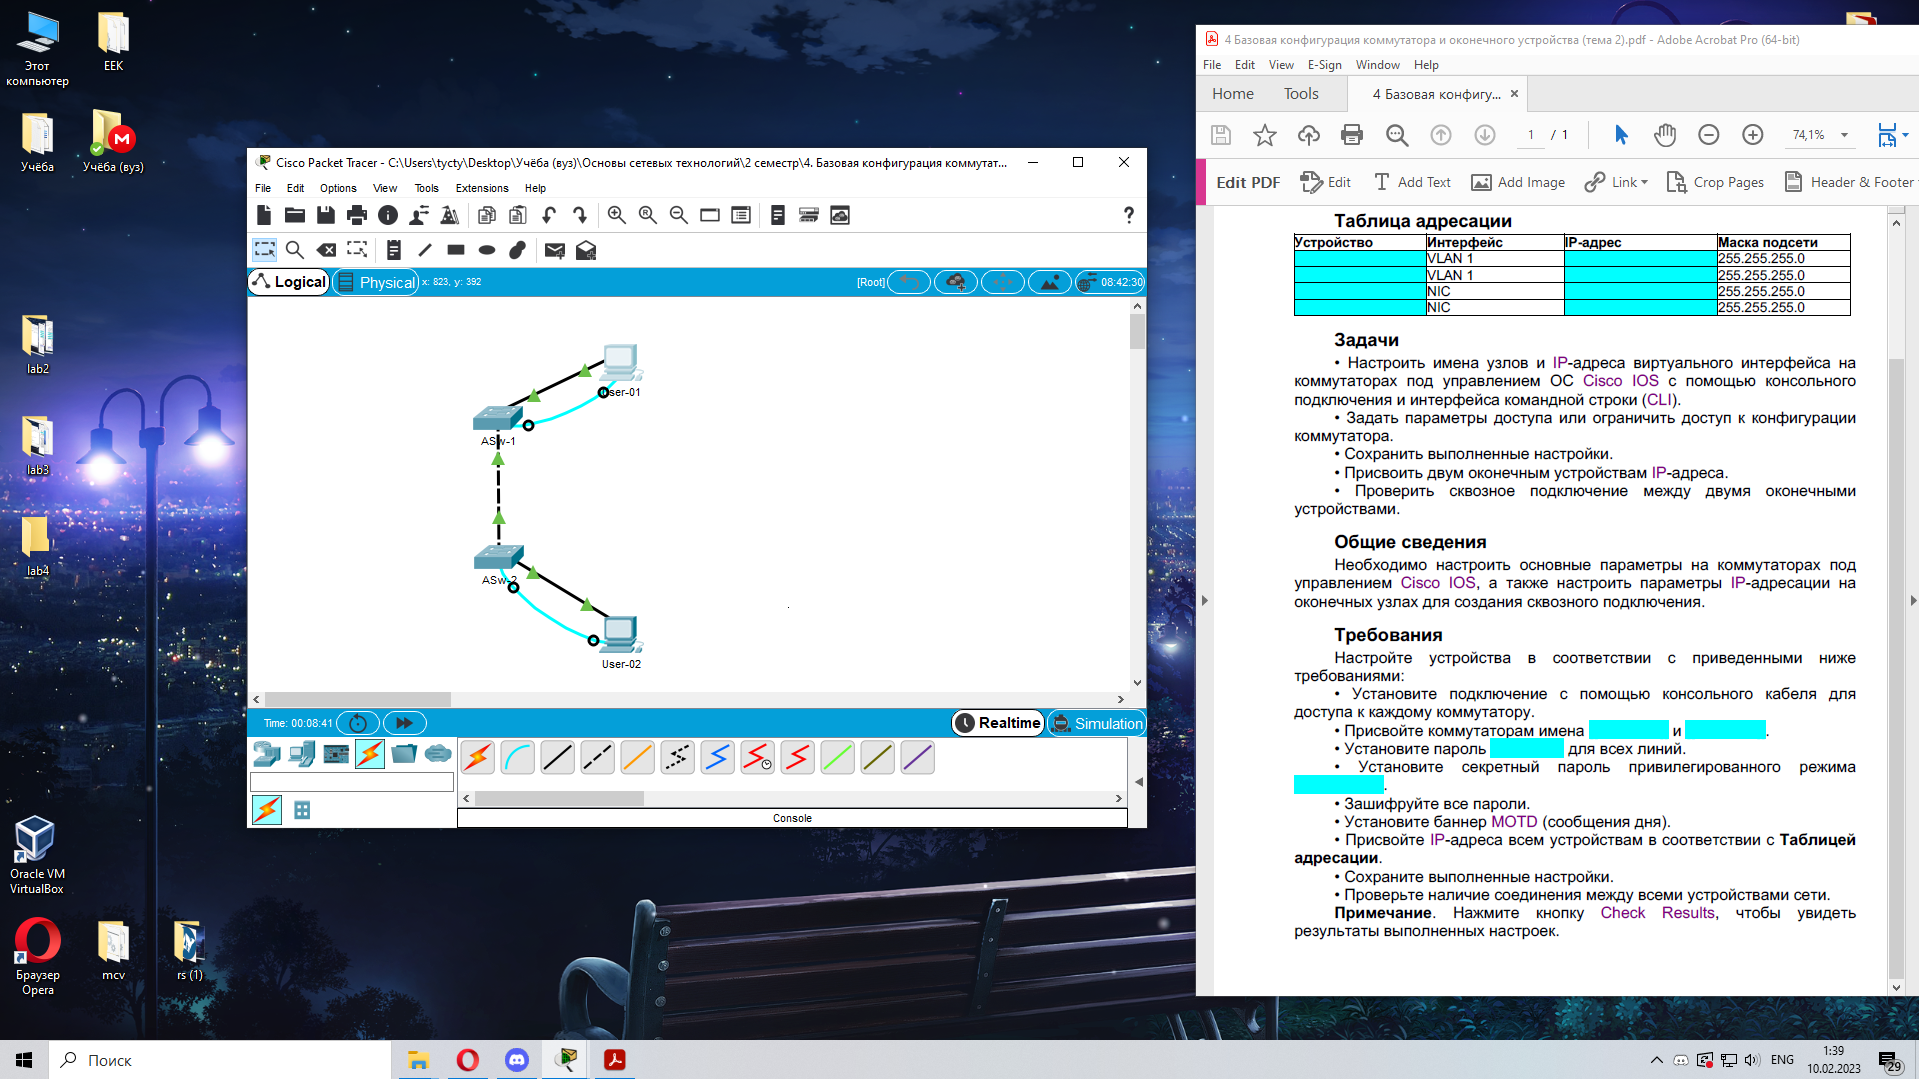 Этот компьютер
ЕЕК
Учёба
Учёба (вуз)
lab2
lab3
lab4
Oracle VM VirtualBox
Браузер Opera
mcv
rs (1)
Cisco Packet Tracer - C:\Users\tycty\Desktop\Учёба (вуз)\Основы сетевых технологий\2 семестр\4. Базовая конфигурация коммутат...
File Edit Options View Tools Extensions Help
Logical Physical x: 823, y: 392 [Root] 08:42:30
User-01
ASw-1
ASw-2
User-02
Time: 00:08:41 Realtime Simulation
Console
4 Базовая конфигурация коммутатора и оконечного устройства (тема 2).pdf - Adobe Acrobat Pro (64-bit)
File Edit View E-Sign Window Help
Home Tools 4 Базовая конфигу... ×
1 / 1 74,1%
Edit PDF Edit Add Text Add Image Link Crop Pages Header & Footer
Таблица адресации
Устройство Интерфейс IP-адрес Маска подсети
VLAN 1 255.255.255.0
VLAN 1 255.255.255.0
NIC 255.255.255.0
NIC 255.255.255.0
Задачи
• Настроить имена узлов и IP-адреса виртуального интерфейса на
коммутаторах под управлением ОС Cisco IOS с помощью консольного
подключения и интерфейса командной строки (CLI).
• Задать параметры доступа или ограничить доступ к конфигурации
коммутатора.
• Сохранить выполненные настройки.
• Присвоить двум оконечным устройствам IP-адреса.
• Проверить сквозное подключение между двумя оконечными
устройствами.
Общие сведения
Необходимо настроить основные параметры на коммутаторах под
управлением Cisco IOS, а также настроить параметры IP-адресации на
оконечных узлах для создания сквозного подключения.
Требования
Настройте устройства в соответствии с приведенными ниже
требованиями:
• Установите подключение с помощью консольного кабеля для
доступа к каждому коммутатору.
• Присвойте коммутаторам имена и .
• Установите пароль для всех линий.
• Установите секретный пароль привилегированного режима
.
• Зашифруйте все пароли.
• Установите баннер MOTD (сообщения дня).
• Присвойте IP-адреса всем устройствам в соответствии с Таблицей
адресации.
• Сохраните выполненные настройки.
• Проверьте наличие соединения между всеми устройствами сети.
Примечание. Нажмите кнопку Check Results, чтобы увидеть
результаты выполненных настроек.
Поиск
ENG
1:39
10.02.2023
29